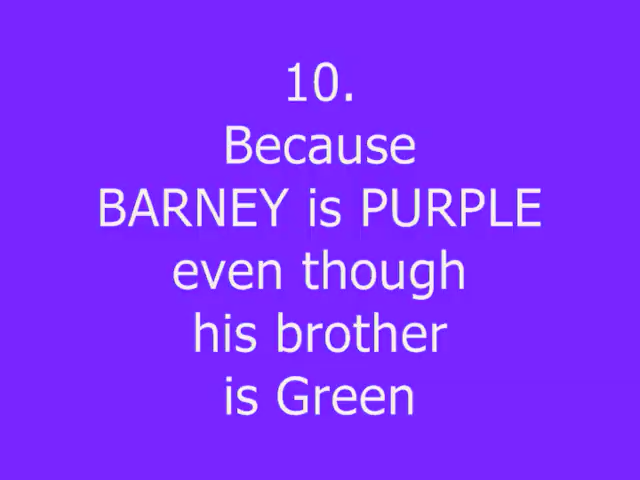 10.
Because
BARNEY is PURPLE
even though
his brother
is Green